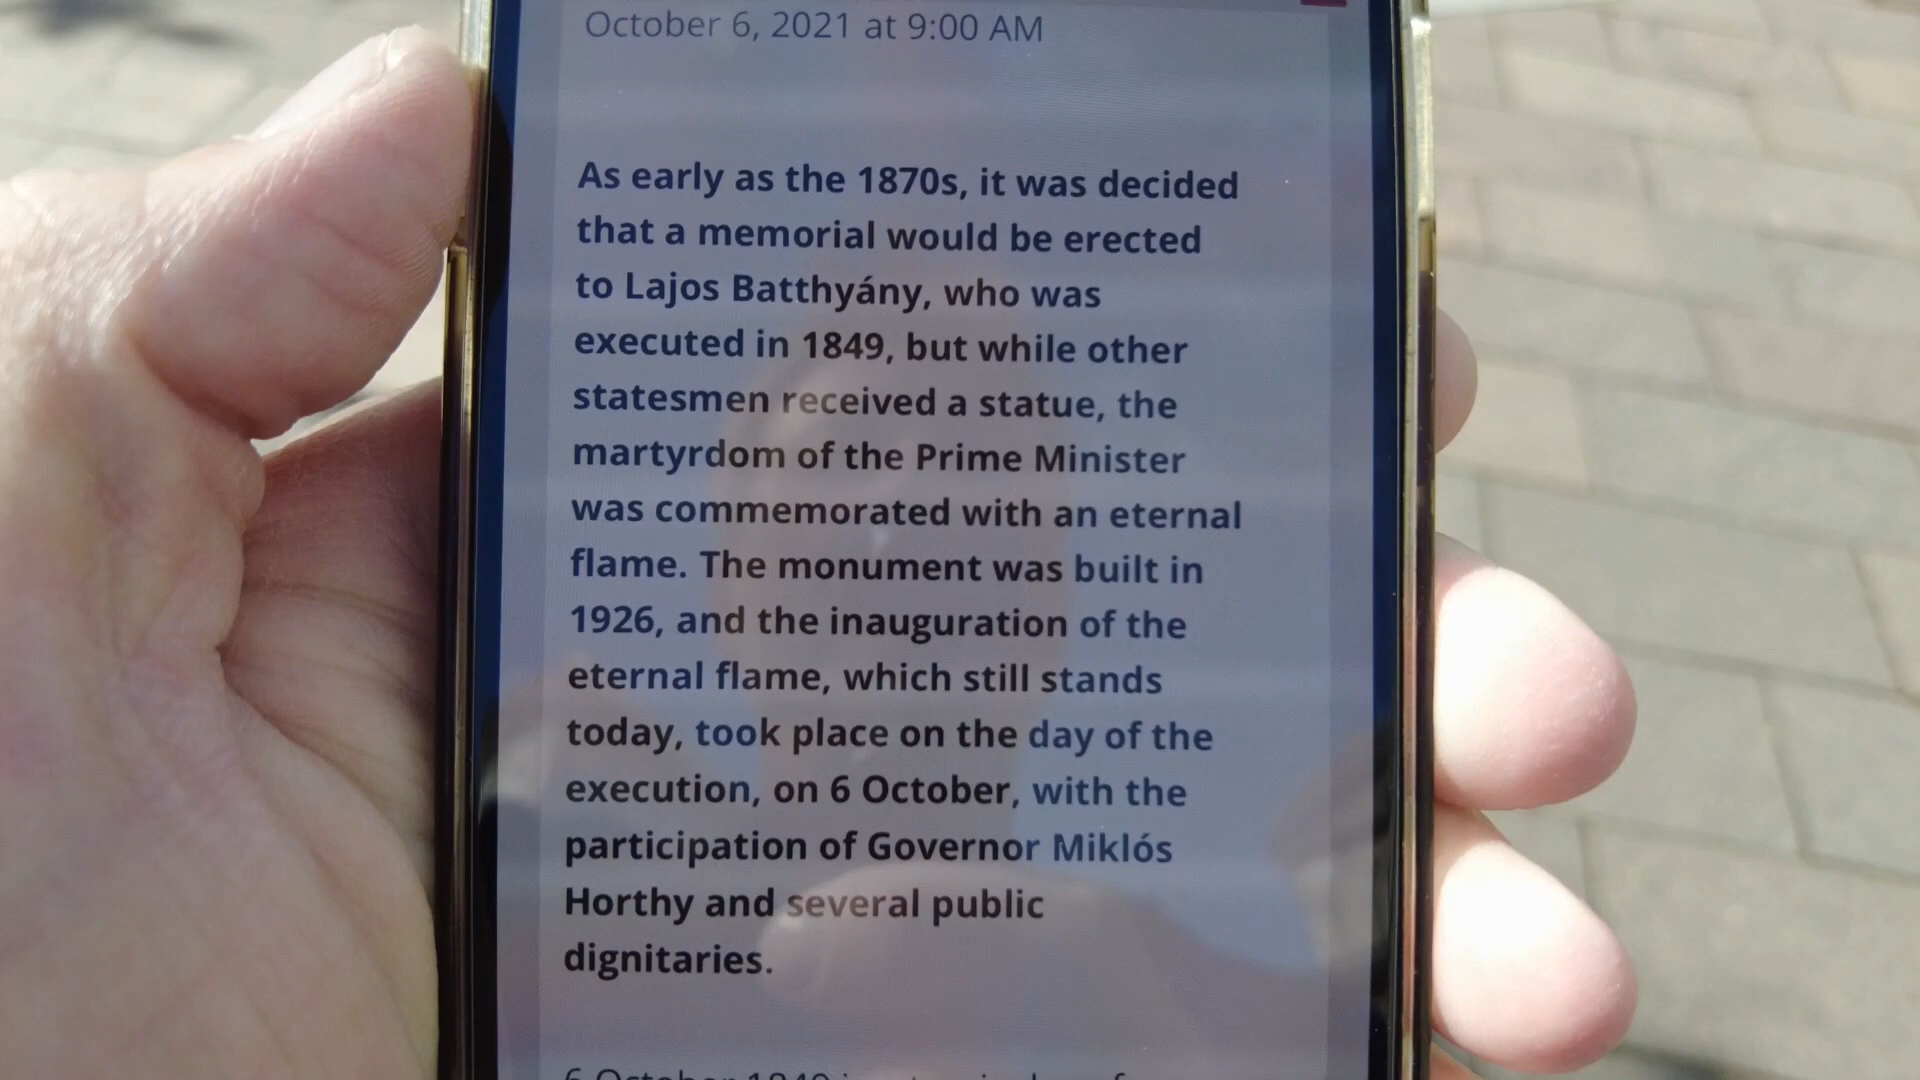 October 6, 2021 at 9:00 AM
As early as the 1870s, it was decided
that a memorial would be erected
to Lajos Batthyány, who was
executed in 1849, but while other
statesmen received a statue, the
martyrdom of the Prime Minister
was commemorated with an eternal
flame. The monument was built in
1926, and the inauguration of the
eternal flame, which still stands
today, took place on the day of the
execution, on 6 October, with the
participation of Governor Miklós
Horthy and several public
dignitaries.
6 October 1849 is